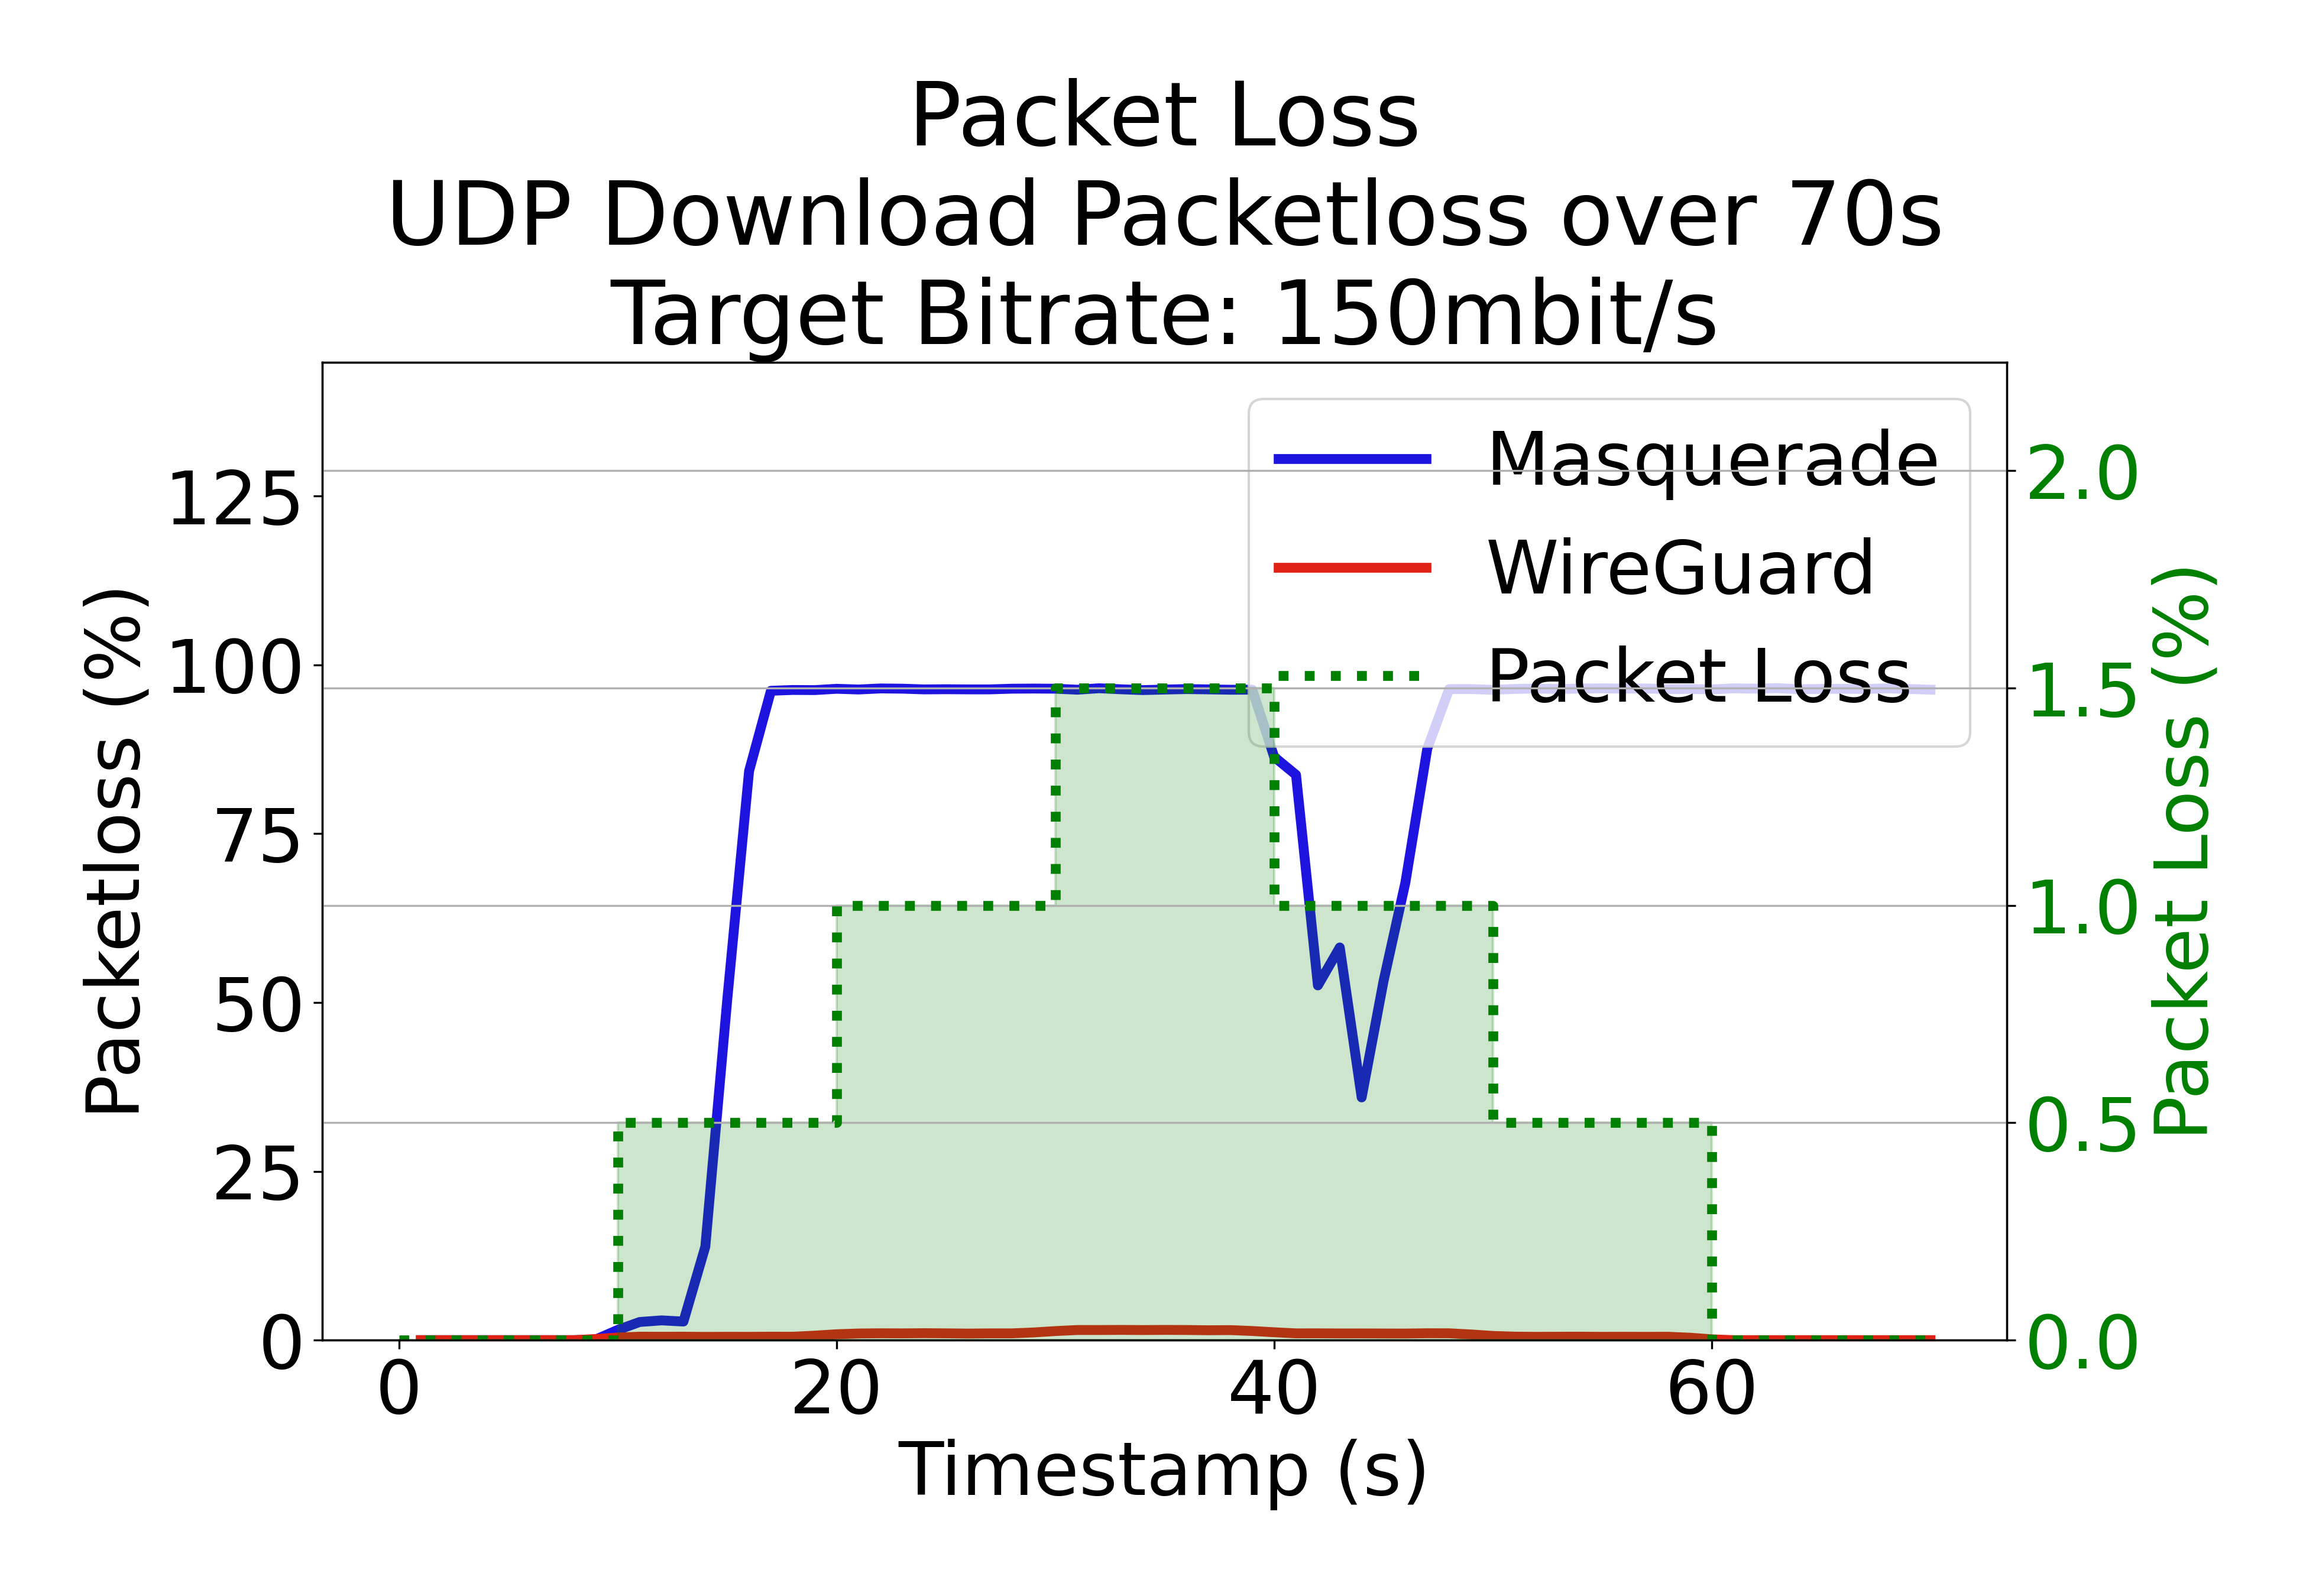 Packet Loss
UDP Download Packetloss over 70s
Target Bitrate: 150mbit/s
Masquerade
WireGuard
Packet Loss
Packetloss (%)
125
100
75
50
25
0
2.0
1.5
1.0
0.5
0.0
Packet Loss (%)
0 20 40 60
Timestamp (s)